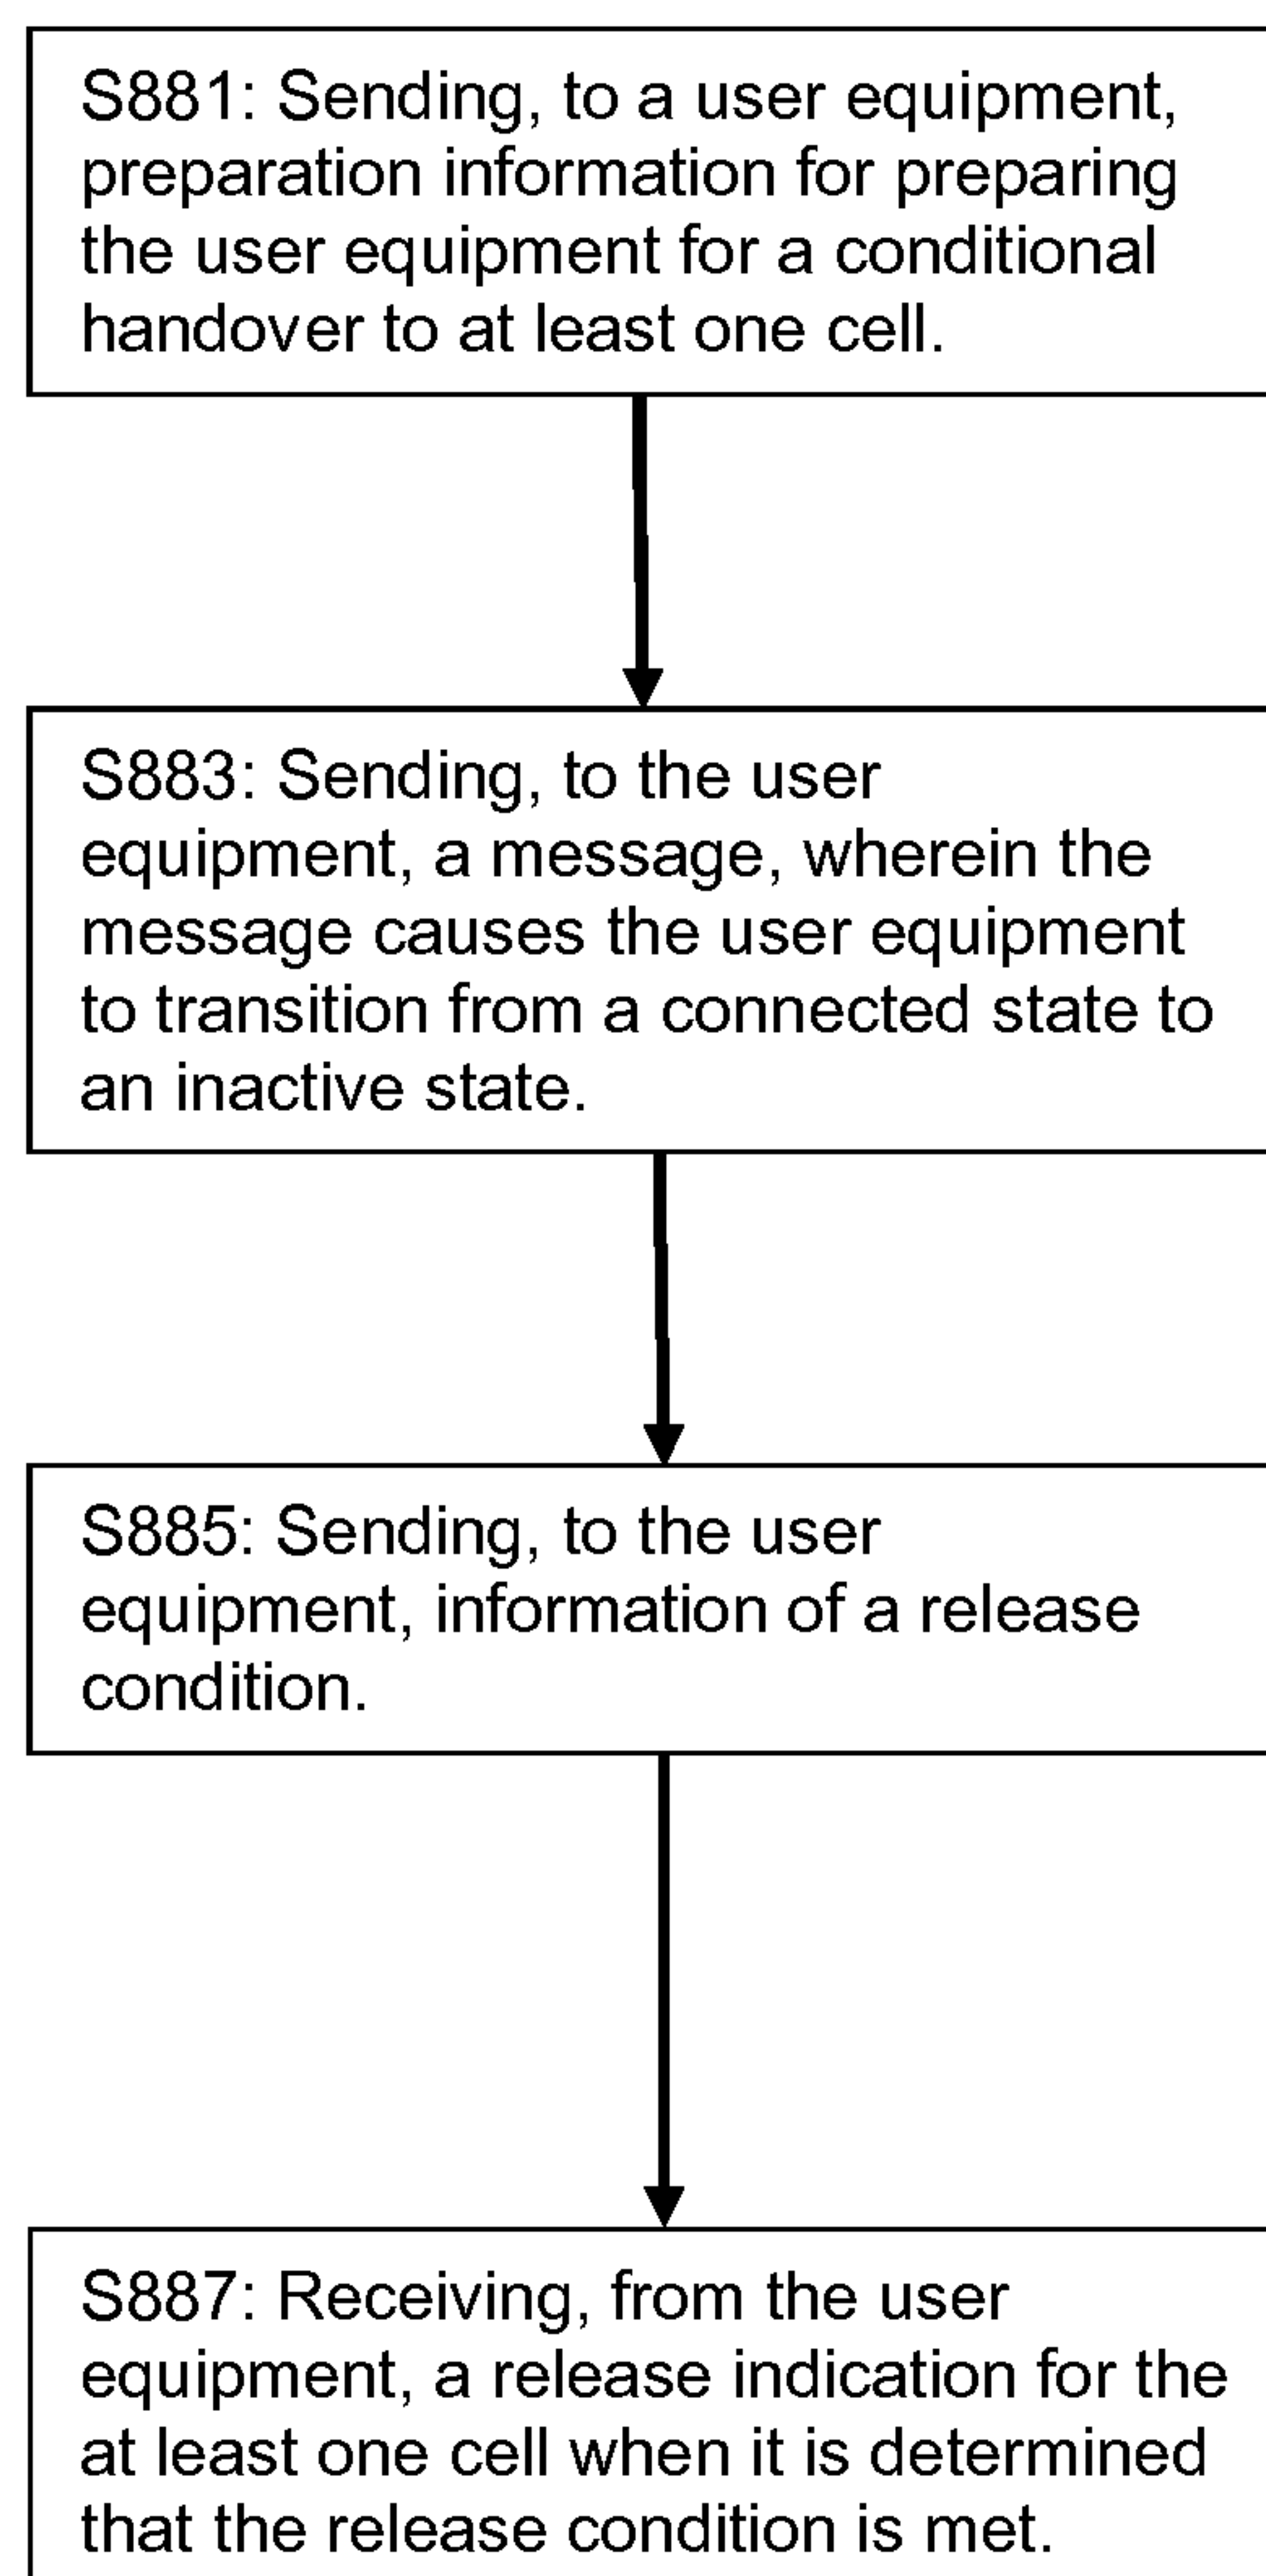 S881: Sending, to a user equipment,
preparation information for preparing
the user equipment for a conditional
handover to at least one cell.
S883: Sending, to the user
equipment, a message, wherein the
message causes the user equipment
to transition from a connected state to
an inactive state.
S885: Sending, to the user
equipment, information of a release
condition.
S887: Receiving, from the user
equipment, a release indication for the
at least one cell when it is determined
that the release condition is met.